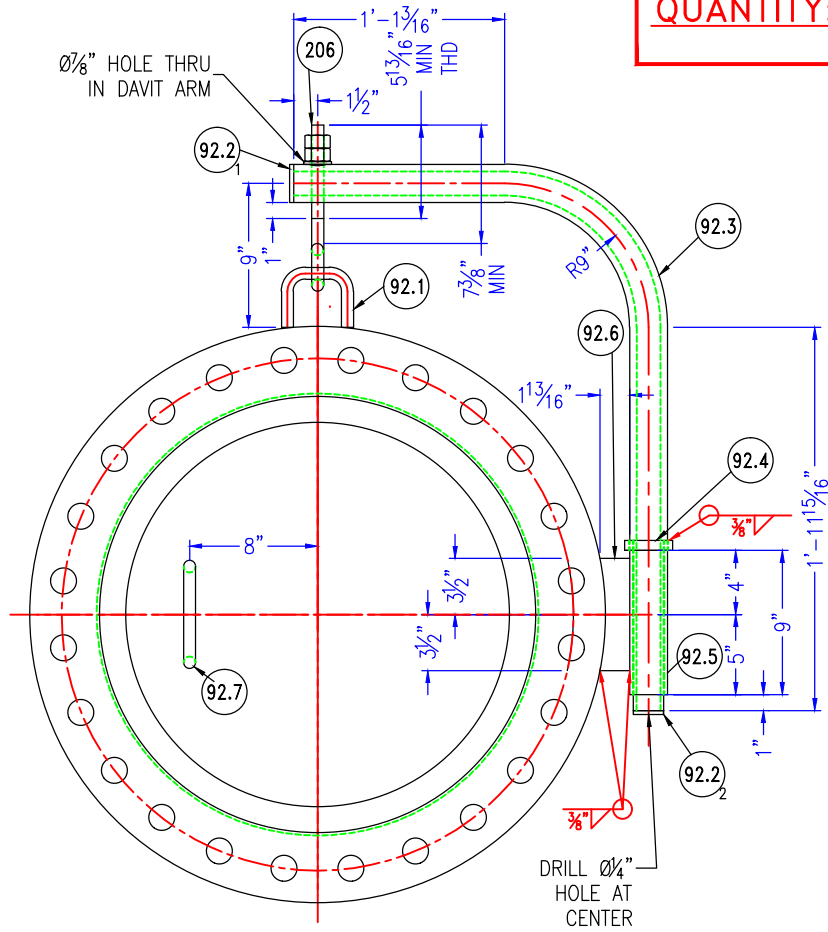 QUANTITY:
1'-1 3/16"
206
5 13/16"
MIN
THD
Ø7/8" HOLE THRU
IN DAVIT ARM
1 1/2"
92.2
1
9"
1"
7 3/8"
MIN
R9"
92.3
92.1
92.6
1 13/16"
92.4
3/8"
1'-11 15/16"
8"
3 1/2"
3 1/2"
4"
9"
5"
92.5
92.7
1"
92.2
2
3/8"
DRILL Ø1/4"
HOLE AT
CENTER